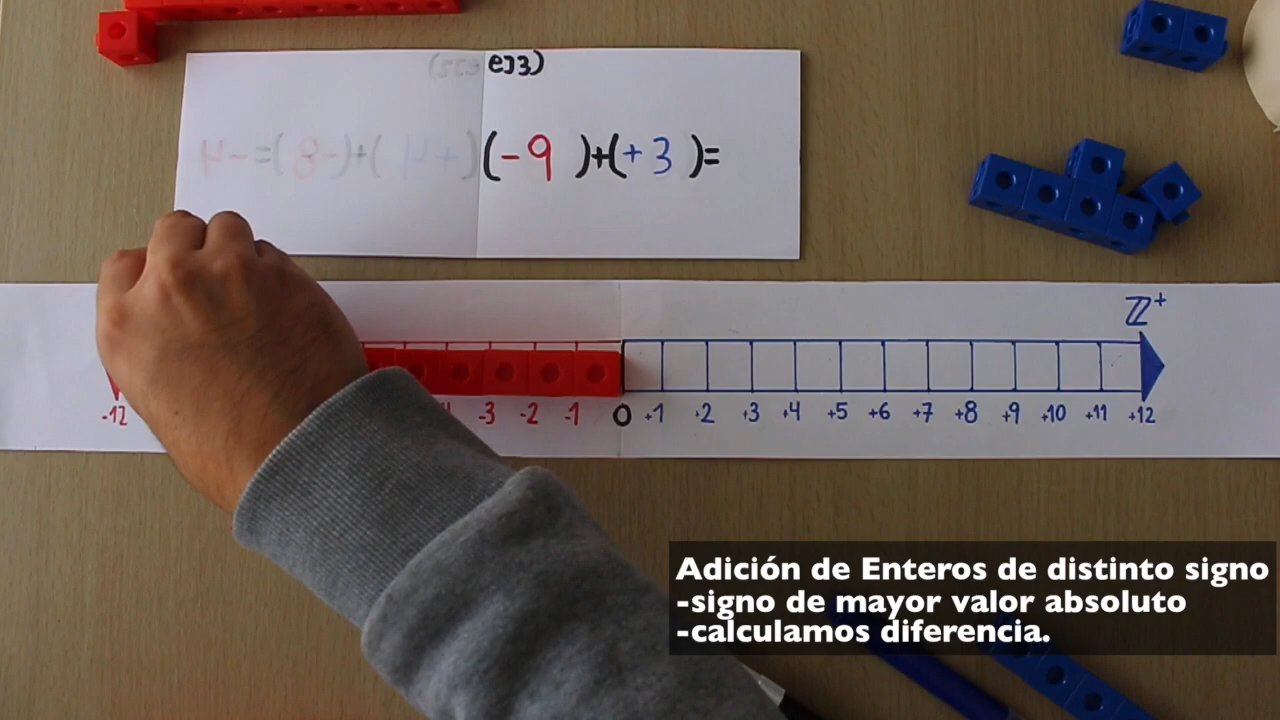 ej3)
(-9 )+(+3 )=
Z⁺
-12 -3 -2 -1 0 +1 +2 +3 +4 +5 +6 +7 +8 +9 +10 +11 +12
Adición de Enteros de distinto signo
-signo de mayor valor absoluto
-calculamos diferencia.